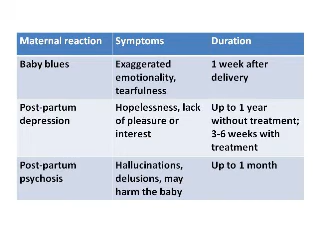 Maternal reaction Symptoms Duration
Baby blues Exaggerated emotionality, tearfulness 1 week after delivery
Post-partum depression Hopelessness, lack of pleasure or interest Up to 1 year without treatment; 3-6 weeks with treatment
Post-partum psychosis Hallucinations, delusions, may harm the baby Up to 1 month